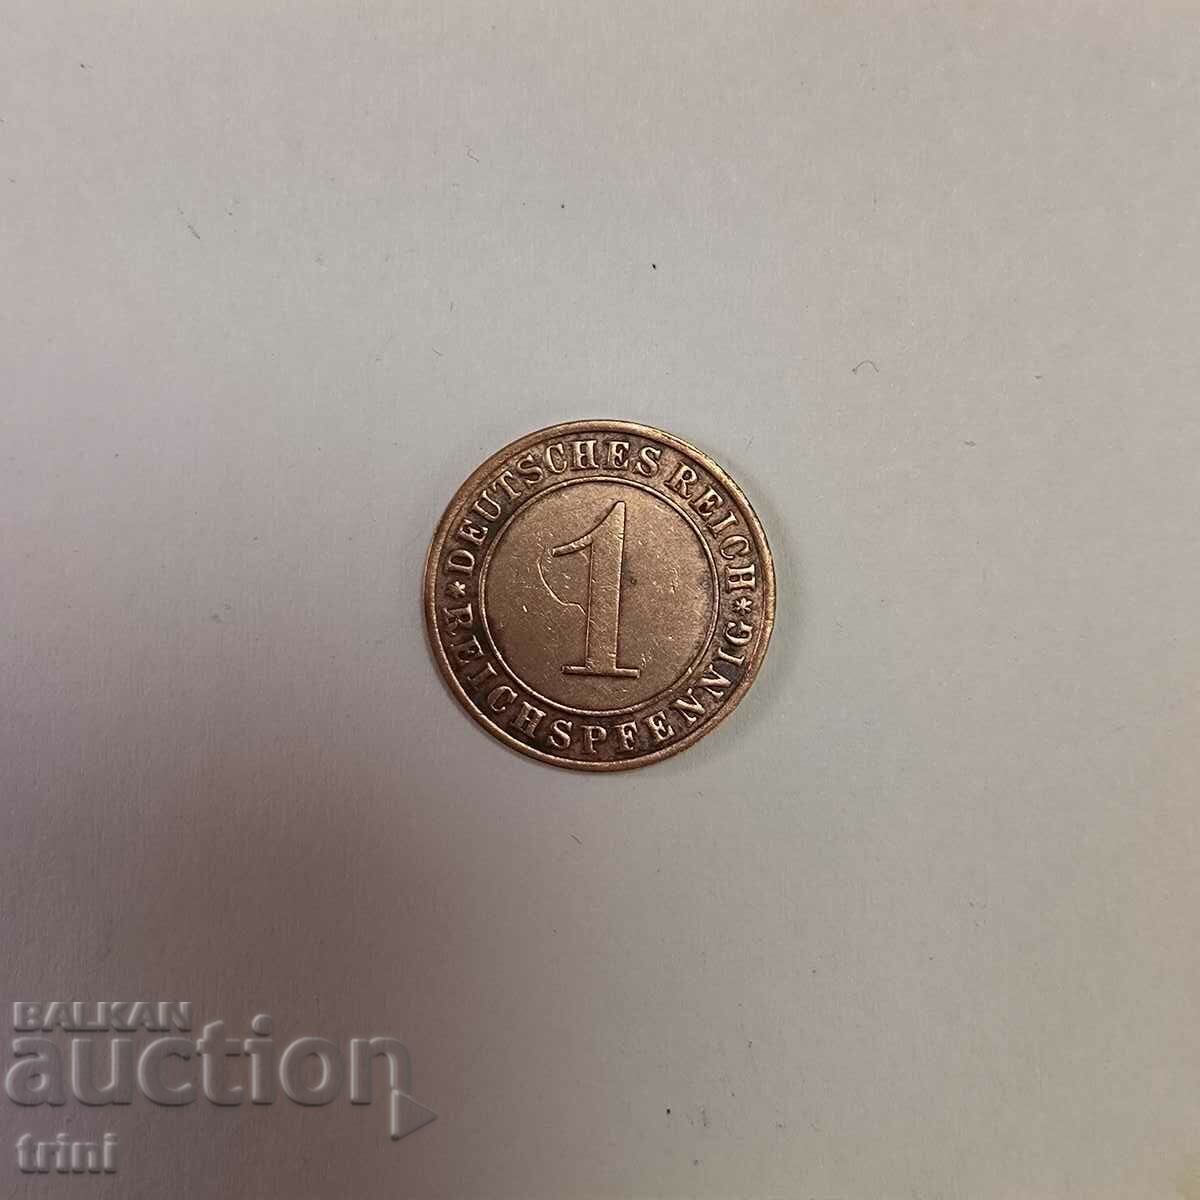 *DEUTSCHES REICH*
1
REICHSPFENNIG
BALKAN
auction
trini